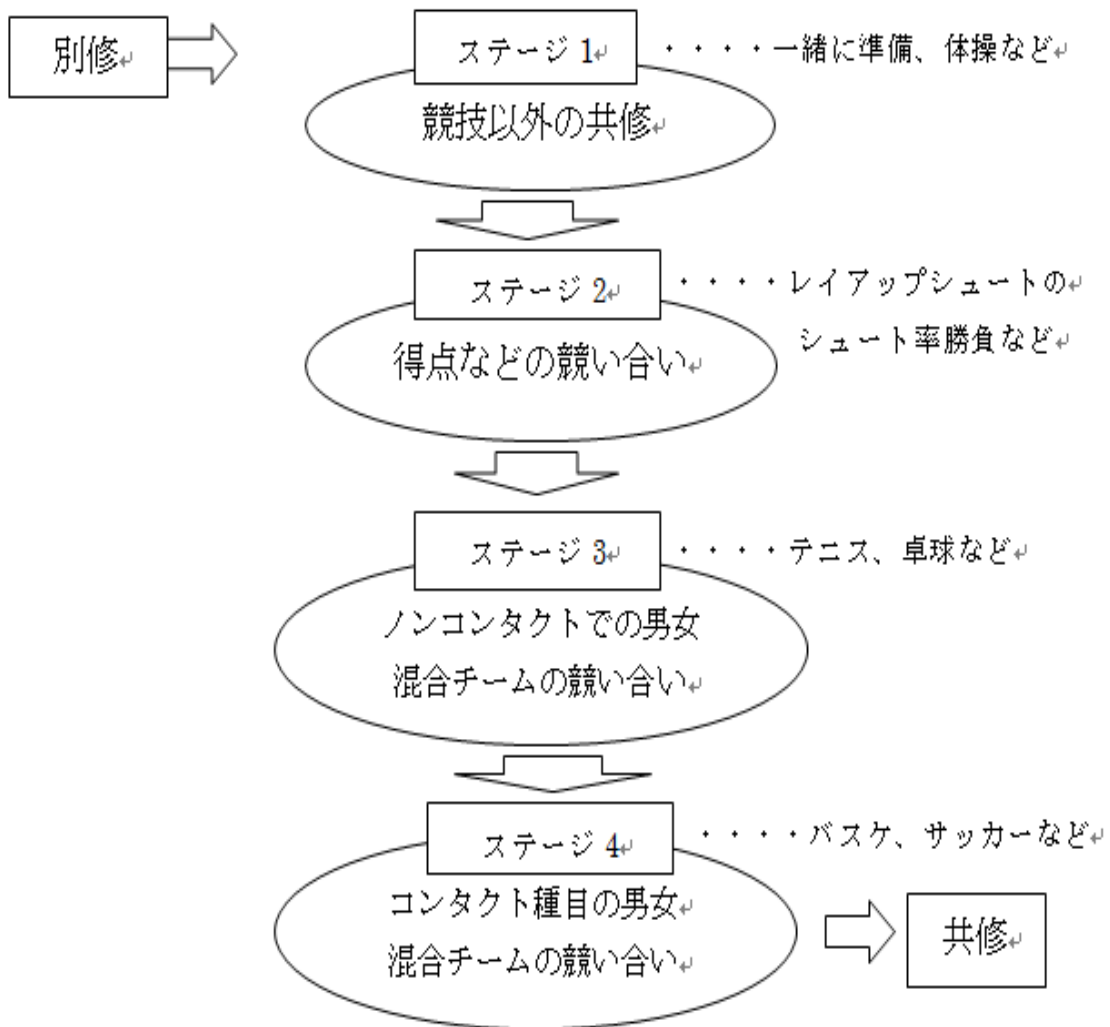 別修
ステージ 1
・・・・一緒に準備、体操など
競技以外の共修
ステージ 2
・・・・レイアップシュートの
シュート率勝負など
得点などの競い合い
ステージ 3
・・・・テニス、卓球など
ノンコンタクトでの男女
混合チームの競い合い
ステージ 4
・・・・バスケ、サッカーなど
コンタクト種目の男女
混合チームの競い合い
共修